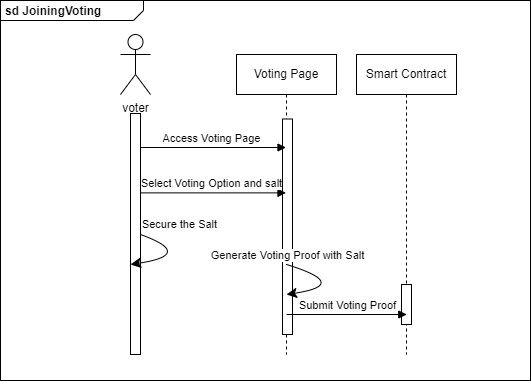 sd JoiningVoting
voter
Voting Page
Smart Contract
Access Voting Page
Select Voting Option and salt
Secure the Salt
Generate Voting Proof with Salt
Submit Voting Proof